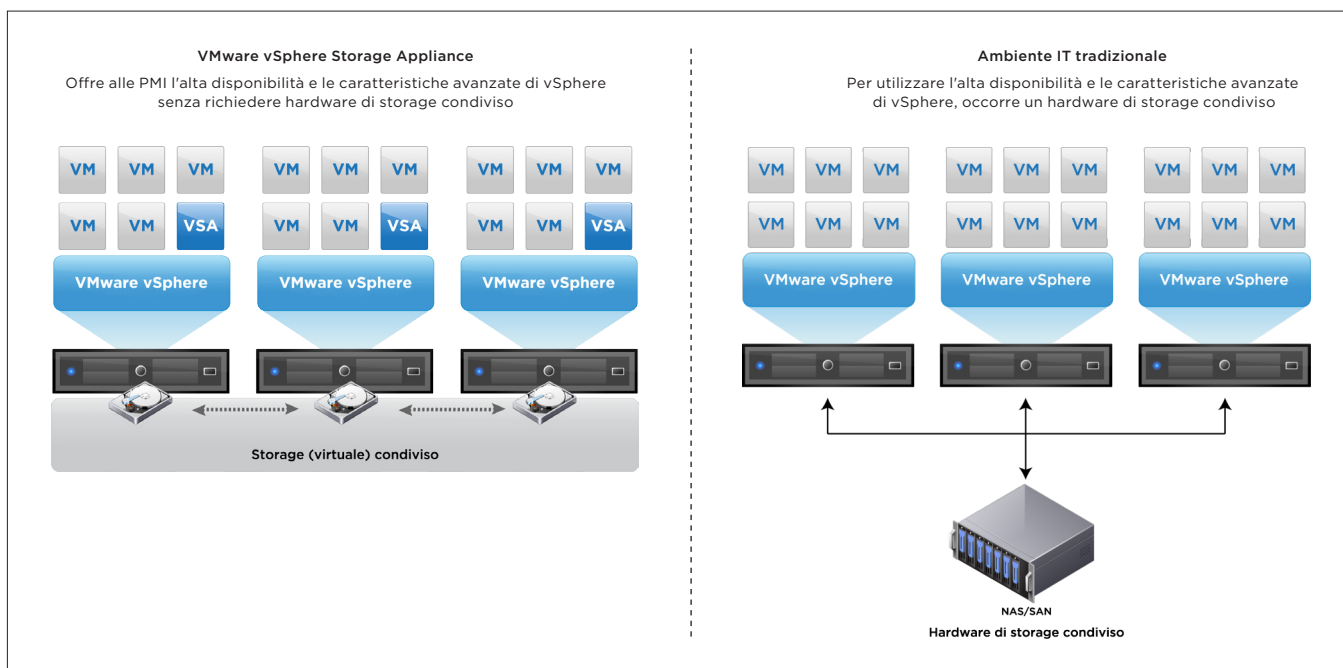 VMware vSphere Storage Appliance
Offre alle PMI l'alta disponibilità e le caratteristiche avanzate di vSphere
senza richiedere hardware di storage condiviso
VM VM VM VM VM VM VM VM VM
VM VM VSA VM VM VSA VM VM VSA
VMware vSphere VMware vSphere VMware vSphere
Storage (virtuale) condiviso
Ambiente IT tradizionale
Per utilizzare l'alta disponibilità e le caratteristiche avanzate
di vSphere, occorre un hardware di storage condiviso
VM VM VM VM VM VM VM VM VM
VM VM VM VM VM VM VM VM VM
VMware vSphere VMware vSphere VMware vSphere
NAS/SAN
Hardware di storage condiviso